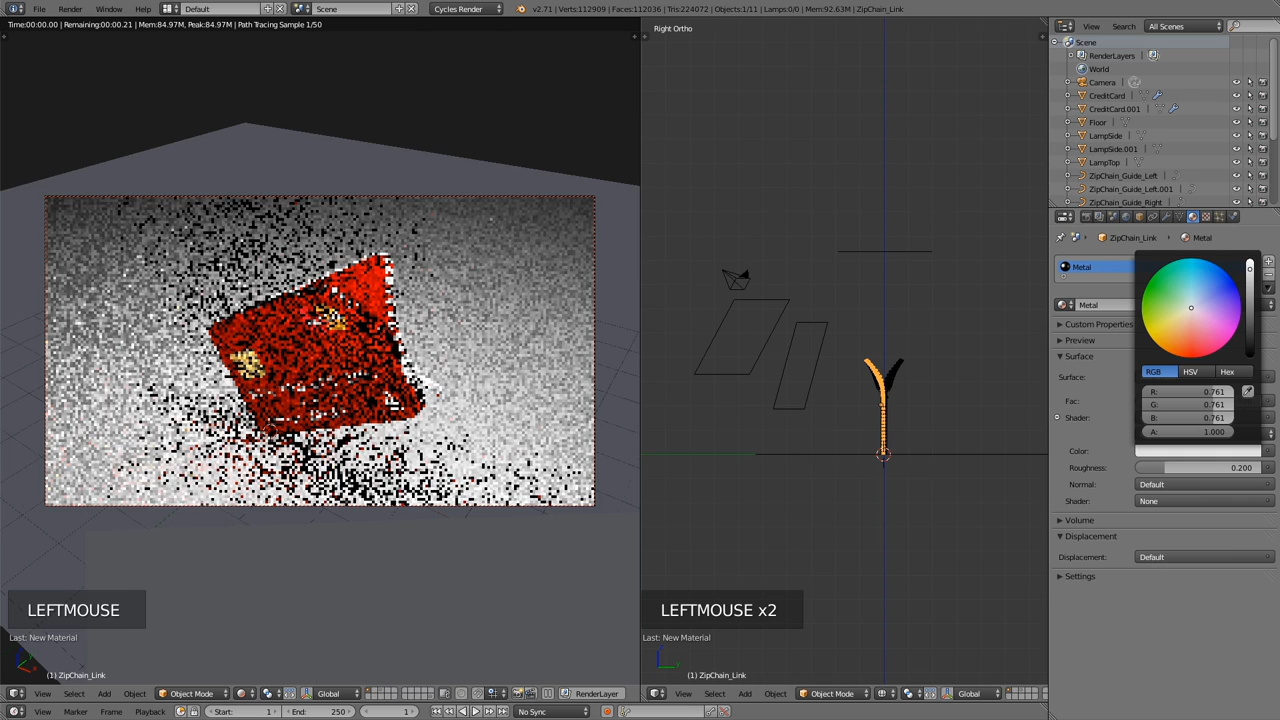 File Render Window Help Default Scene Cycles Render v2.71 | Verts:112909 | Faces:112036 | Tris:224072 | Objects:1/11 | Lamps:0/0 | Mem:92.63M | ZipChain_Link
Time:00:00.00 | Remaining:00:00.21 | Mem:84.97M, Peak:84.97M | Path Tracing Sample 1/50
Right Ortho
View Search All Scenes
Scene
RenderLayers
World
Camera
CreditCard
CreditCard.001
Floor
LampSide
LampSide.001
LampTop
ZipChain_Guide_Left
ZipChain_Guide_Left.001
ZipChain_Guide_Right
ZipChain_Link Metal
Metal
Metal
Custom Properties
Preview
Surface
Surface:
RGB HSV Hex
R: 0.761
Fac:
G: 0.761
Shader:
B: 0.761
A: 1.000
Color:
Roughness: 0.200
Normal: Default
Shader: None
Volume
Displacement
Displacement: Default
Settings
LEFTMOUSE
LEFTMOUSE x2
Last: New Material
Last: New Material
(1) ZipChain_Link
(1) ZipChain_Link
View Select Add Object Object Mode Global RenderLayer
View Select Add Object Object Mode Global
View Marker Frame Playback Start: 1 End: 250 1 No Sync